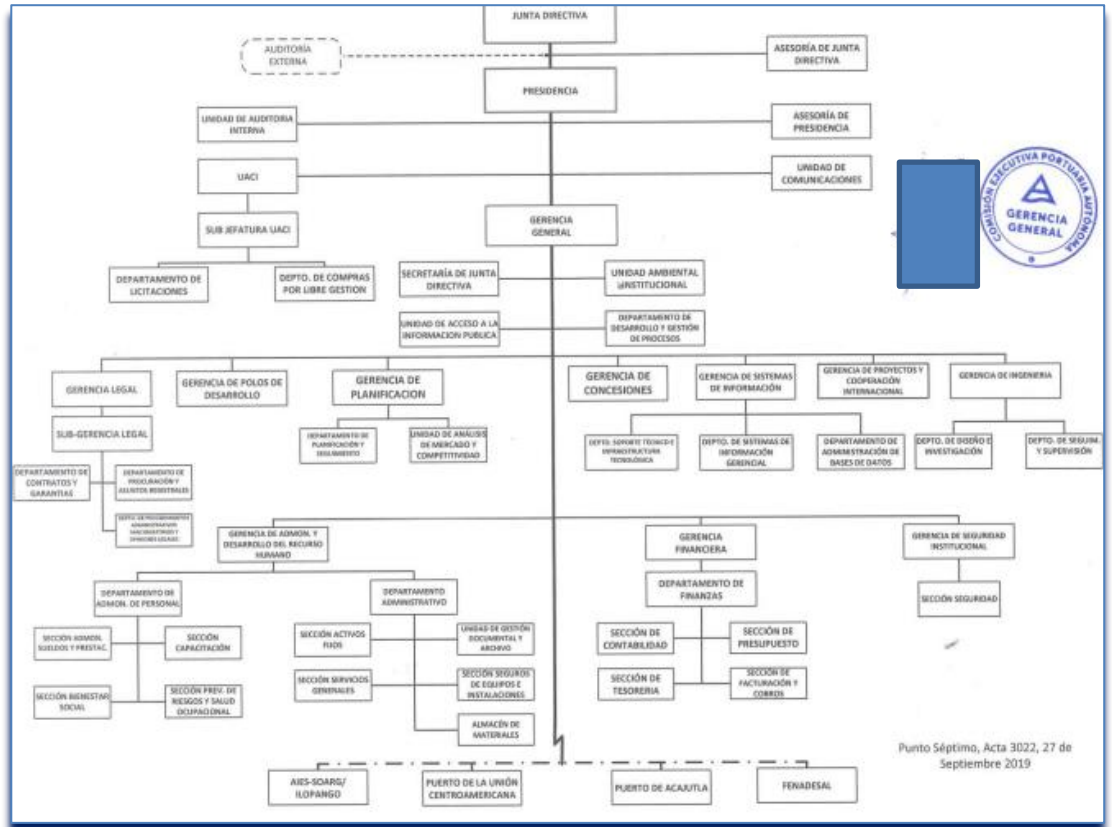 JUNTA DIRECTIVA
AUDITORÍA
EXTERNA
ASESORÍA DE JUNTA
DIRECTIVA
PRESIDENCIA
UNIDAD DE AUDITORIA
INTERNA
ASESORÍA DE
PRESIDENCIA
UACI
UNIDAD DE
COMUNICACIONES
COMISIÓN EJECUTIVA PORTUARIA AUTÓNOMA
GERENCIA
GENERAL
SUB JEFATURA UACI
GERENCIA
GENERAL
DEPARTAMENTO DE
LICITACIONES
DEPTO. DE COMPRAS
POR LIBRE GESTION
SECRETARÍA DE JUNTA
DIRECTIVA
UNIDAD AMBIENTAL
INSTITUCIONAL
UNIDAD DE ACCESO A LA
INFORMACION PUBLICA
DEPARTAMENTO DE
DESARROLLO Y GESTIÓN
DE PROCESOS
GERENCIA LEGAL
GERENCIA DE POLOS DE
DESARROLLO
GERENCIA DE
PLANIFICACION
GERENCIA DE
CONCESIONES
GERENCIA DE SISTEMAS
DE INFORMACIÓN
GERENCIA DE PROYECTOS Y
COOPERACIÓN
INTERNACIONAL
GERENCIA DE INGENIERIA
SUB-GERENCIA LEGAL
DEPARTAMENTO DE
PLANIFICACIÓN Y
SEGUIMIENTO
UNIDAD DE ANÁLISIS
DE MERCADO Y
COMPETITIVIDAD
DEPTO. SOPORTE TECNICO E
INFRAESTRUCTURA
TECNOLÓGICA
DEPTO. DE SISTEMAS DE
INFORMACIÓN
GERENCIAL
DEPARTAMENTO DE
ADMINISTRACIÓN DE
BASES DE DATOS
DEPTO. DE DISEÑO E
INVESTIGACIÓN
DEPTO. DE SEGUIM.
Y SUPERVISIÓN
DEPARTAMENTO DE
CONTRATOS Y
GARANTIAS
DEPARTAMENTO DE
PROCURACIÓN Y
ASUNTOS REGISTRALES
DEPTO. DE PROCEDIMIENTOS
ADMINISTRATIVOS
SANCIONATORIOS Y
OPINIONES LEGALES
GERENCIA DE ADMON. Y
DESARROLLO DEL RECURSO
HUMANO
GERENCIA
FINANCIERA
GERENCIA DE SEGURIDAD
INSTITUCIONAL
DEPARTAMENTO DE
ADMON. DE PERSONAL
DEPARTAMENTO
ADMINISTRATIVO
DEPARTAMENTO DE
FINANZAS
SECCIÓN SEGURIDAD
SECCIÓN ADMON.
SUELDOS Y PRESTAC.
SECCIÓN
CAPACITACIÓN
SECCIÓN ACTIVOS
FIJOS
UNIDAD DE GESTIÓN
DOCUMENTAL Y
ARCHIVO
SECCIÓN DE
CONTABILIDAD
SECCIÓN DE
PRESUPUESTO
SECCIÓN BIENESTAR
SOCIAL
SECCIÓN PREV. DE
RIESGOS Y SALUD
OCUPACIONAL
SECCIÓN SERVICIOS
GENERALES
SECCIÓN SEGUROS
DE EQUIPOS E
INSTALACIONES
SECCIÓN DE
TESORERIA
SECCIÓN DE
FACTURACIÓN Y
COBROS
ALMACÉN DE
MATERIALES
Punto Séptimo, Acta 3022, 27 de
Septiembre 2019
AIES-SOARG/
ILOPANGO
PUERTO DE LA UNIÓN
CENTROAMERICANA
PUERTO DE ACAJUTLA
FENADESAL